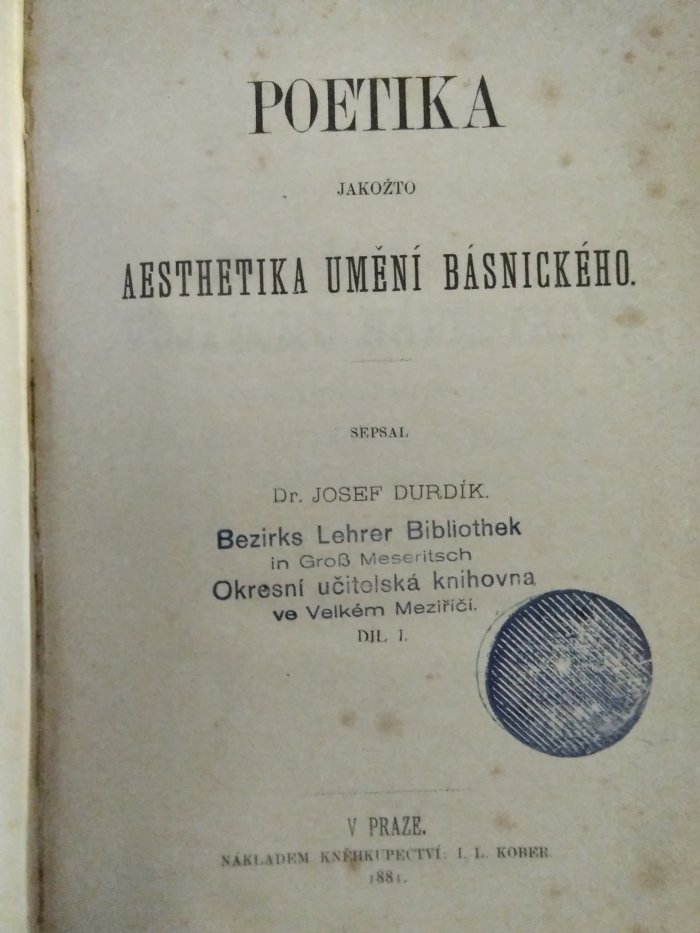 POETIKA
JAKOŽTO
AESTHETIKA UMĚNÍ BÁSNICKÉHO.
SEPSAL
Dr. JOSEF DURDÍK.
Bezirks Lehrer Bibliothek
in Groß Meseritsch
Okresní učitelská knihovna
ve Velkém Meziříčí.
DÍL I.
V PRAZE.
NÁKLADEM KNĚHKUPECTVÍ: I. L. KOBER.
1881.